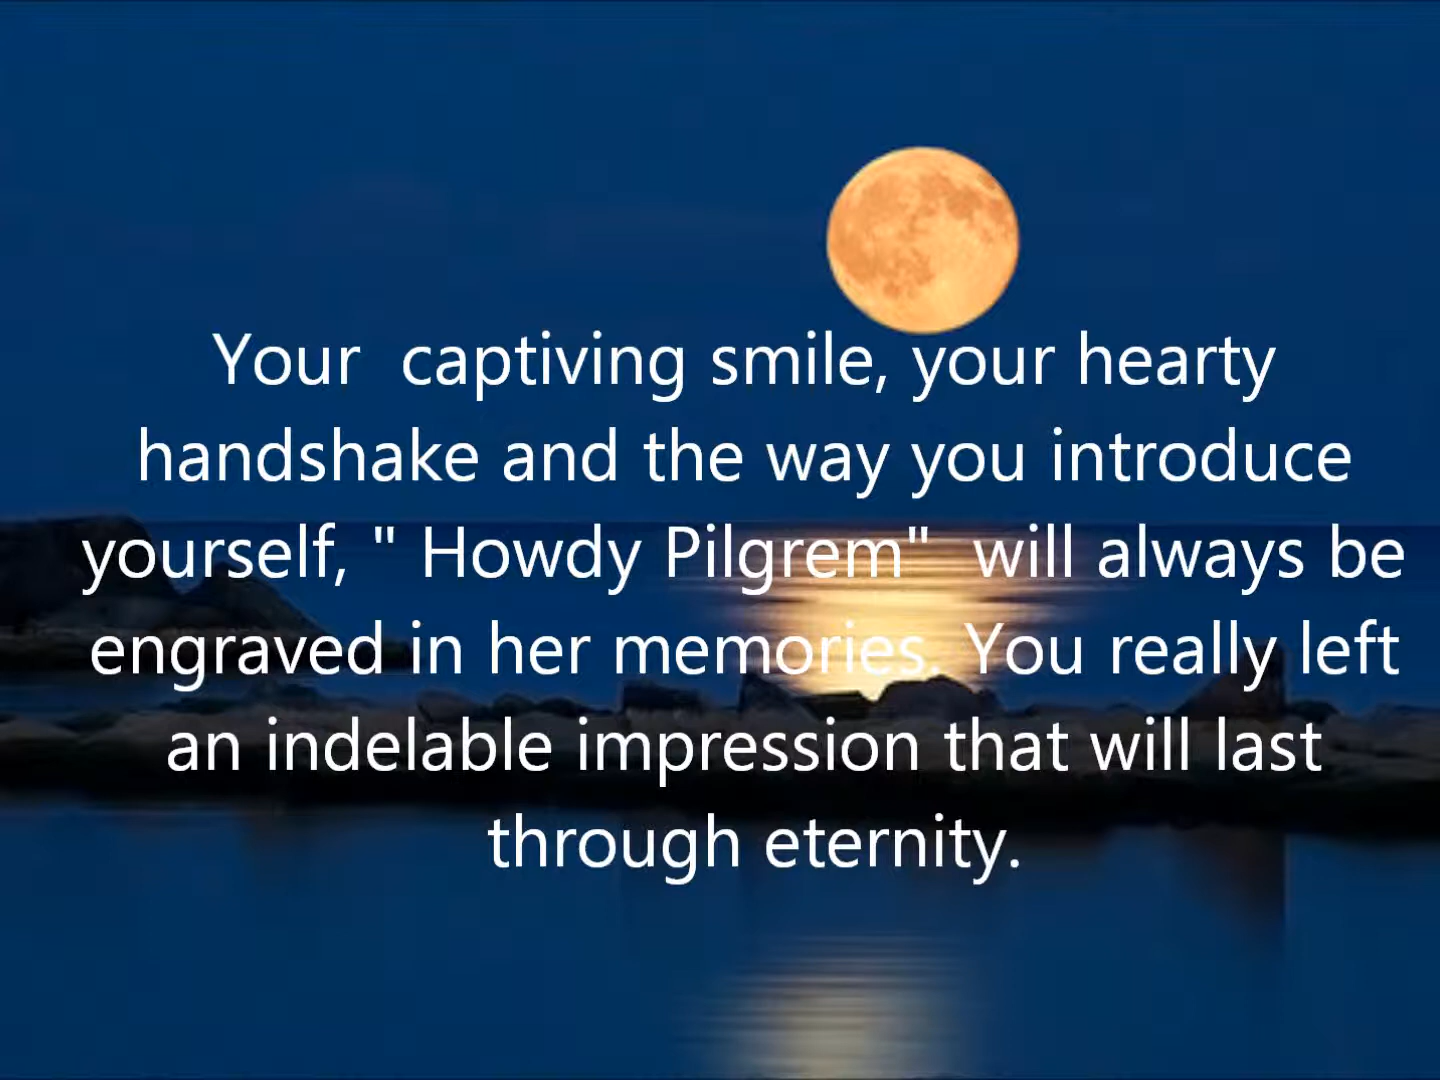 Your  captiving smile, your hearty
handshake and the way you introduce
yourself, " Howdy Pilgrem"  will always be
engraved in her memories. You really left
an indelable impression that will last
through eternity.